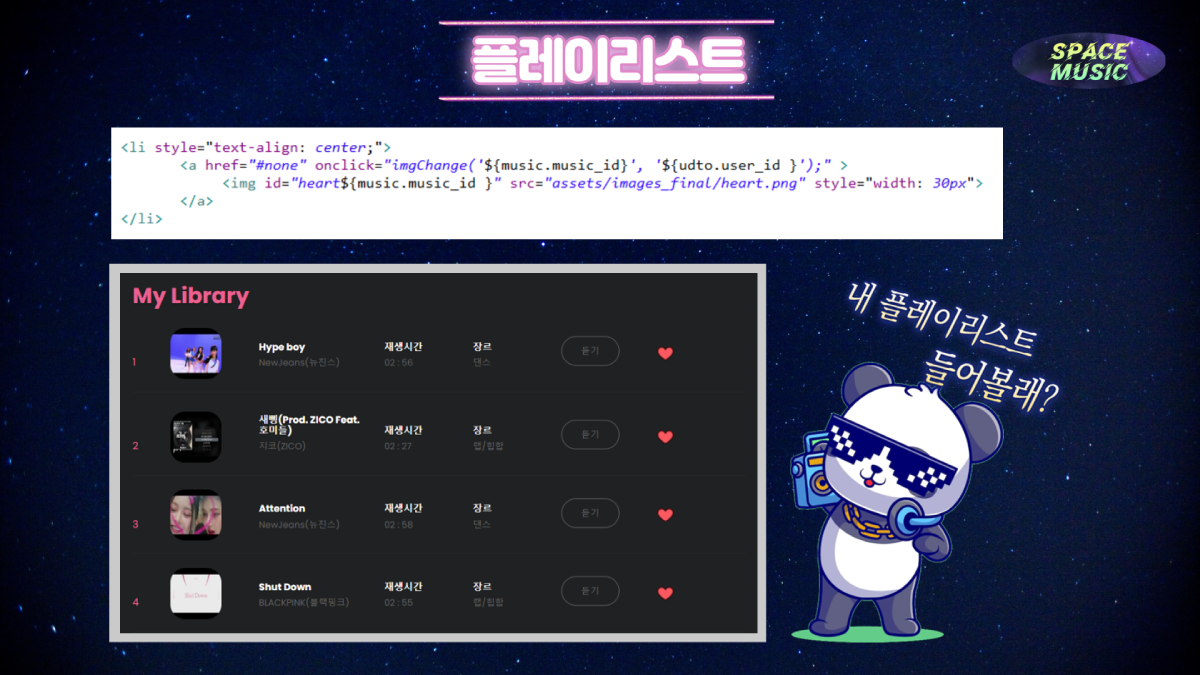 플레이리스트
SPACE
MUSIC
<li style="text-align: center;">
<a href="#none" onclick="imgChange('${music.music_id}', '${udto.user_id }');" >
<img id="heart${music.music_id }" src="assets/images_final/heart.png" style="width: 30px">
</a>
</li>
My Library
1
Hype boy
NewJeans(뉴진스)
재생시간
02 : 56
장르
댄스
듣기
2
새삥(Prod. ZICO Feat.
호미들)
지코(ZICO)
재생시간
02 : 27
장르
랩/힙합
듣기
3
Attention
NewJeans(뉴진스)
재생시간
02 : 58
장르
댄스
듣기
4
Shut Down
BLACKPINK(블랙핑크)
재생시간
02 : 55
장르
랩/힙합
듣기
내 플레이리스트
들어볼래?